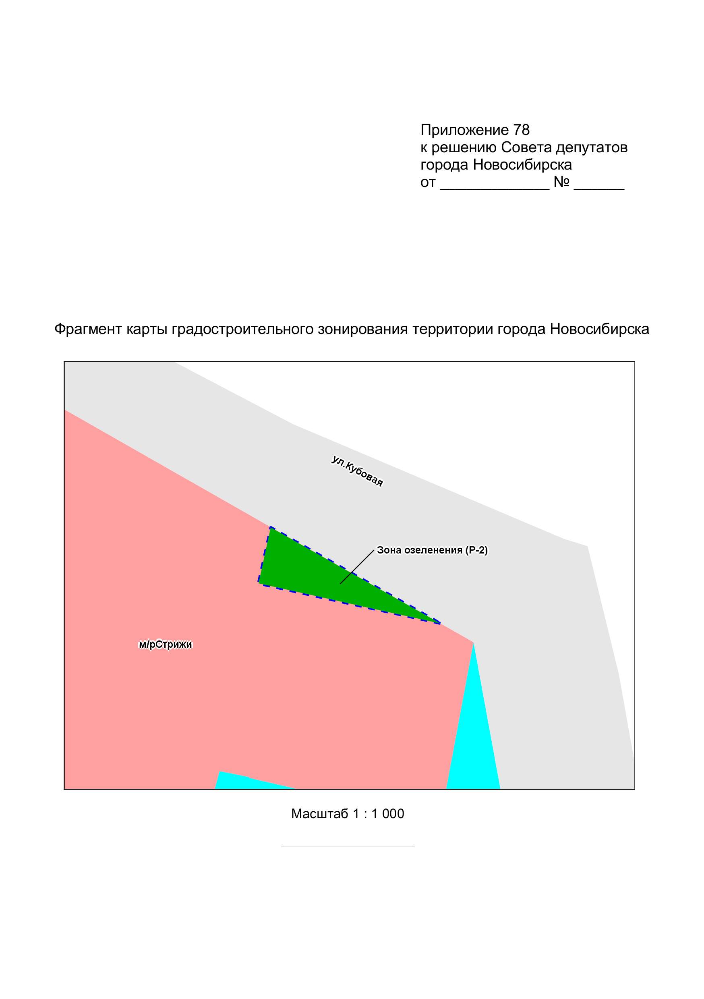 Приложение 78
к решению Совета депутатов
города Новосибирска
от _____________ № ______
Фрагмент карты градостроительного зонирования территории города Новосибирска
ул.Кубовая
Зона озеленения (Р-2)
м/рСтрижи
Масштаб 1 : 1 000